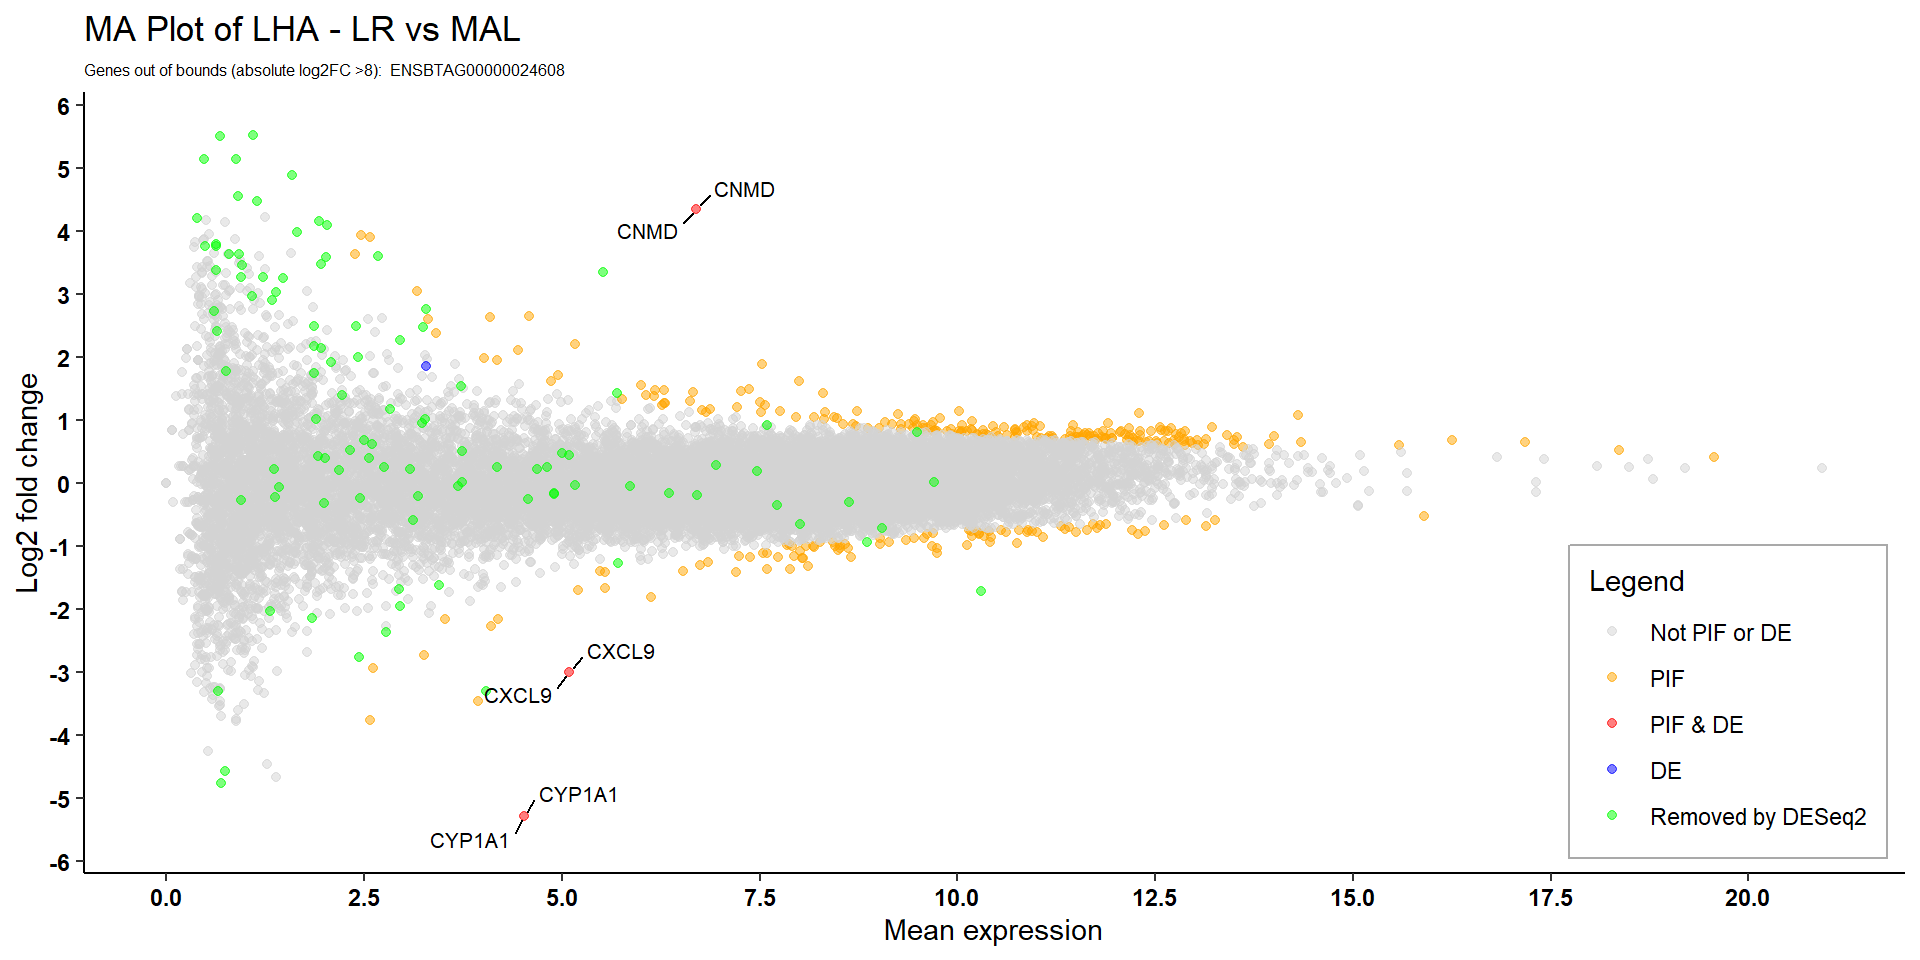 MA Plot of LHA - LR vs MAL
Genes out of bounds (absolute log2FC >8):  ENSBTAG00000024608
Log2 fold change
6
5
4
3
2
1
0
-1
-2
-3
-4
-5
-6
CNMD
CNMD
CXCL9
CXCL9
CYP1A1
CYP1A1
Legend
Not PIF or DE
PIF
PIF & DE
DE
Removed by DESeq2
0.0 2.5 5.0 7.5 10.0 12.5 15.0 17.5 20.0
Mean expression